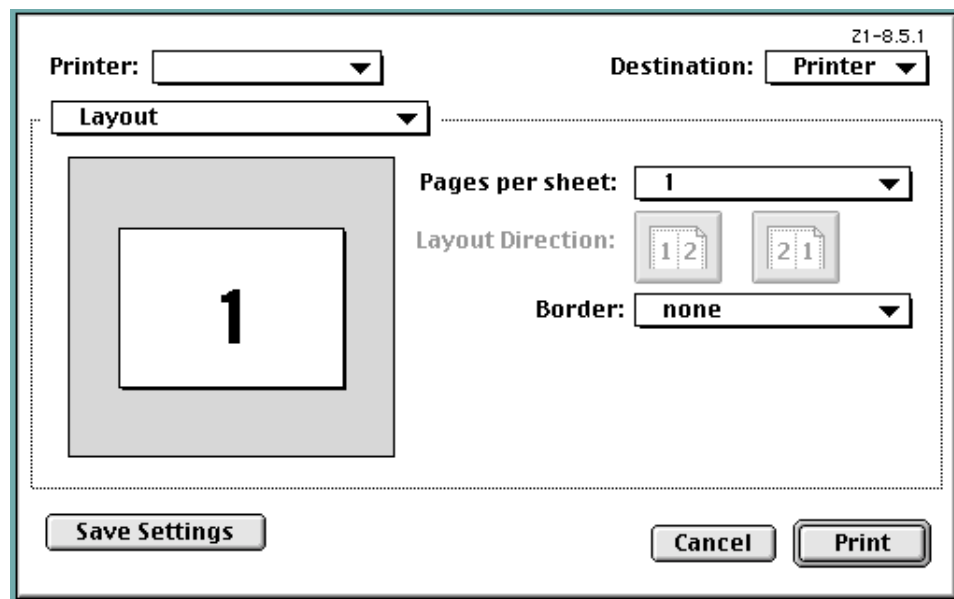 Z1-8.5.1
Printer: Destination: Printer
Layout
Pages per sheet: 1
Layout Direction: 1 2 2 1
Border: none
1
Save Settings
Cancel Print